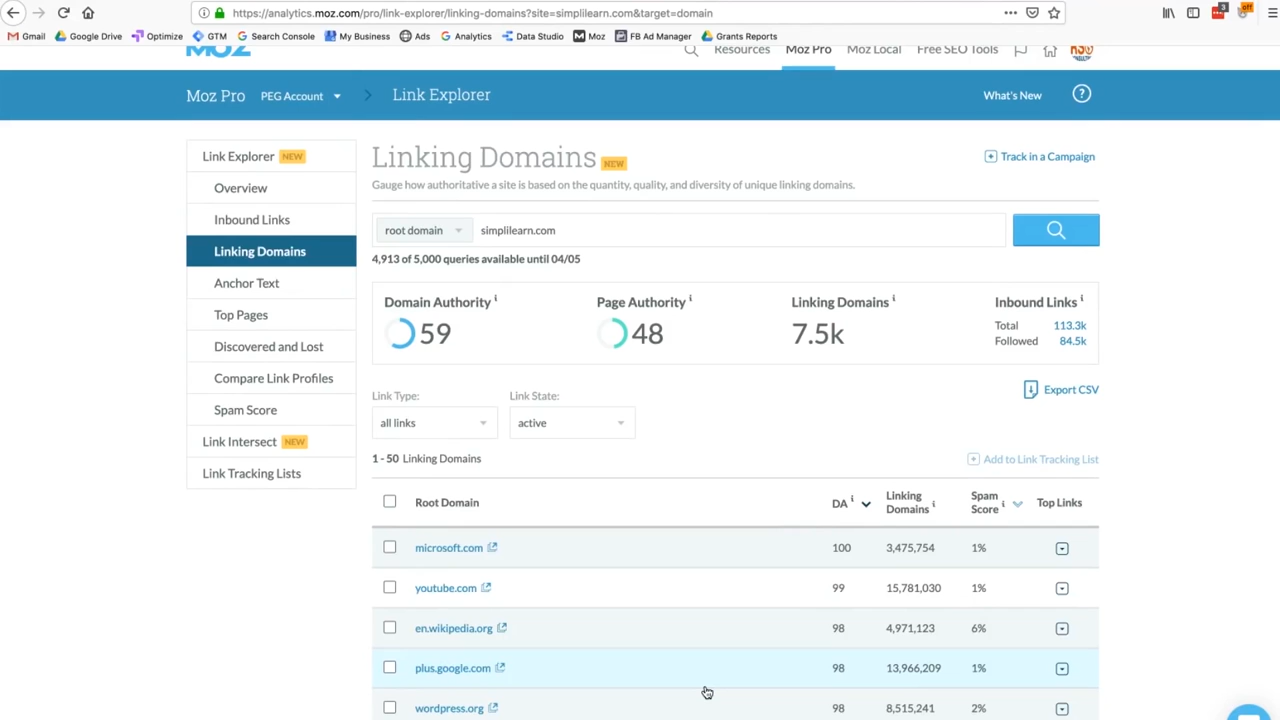 https://analytics.moz.com/pro/link-explorer/linking-domains?site=simplilearn.com&target=domain
3
off
Gmail Google Drive Optimize GTM Search Console My Business Ads Analytics Data Studio Moz FB Ad Manager Grants Reports
MOZ Resources Moz Pro Moz Local Free SEO Tools
Moz Pro PEG Account Link Explorer What's New ?
Link Explorer NEW
Overview
Inbound Links
Linking Domains
Anchor Text
Top Pages
Discovered and Lost
Compare Link Profiles
Spam Score
Link Intersect NEW
Link Tracking Lists
Linking Domains NEW
Track in a Campaign
Gauge how authoritative a site is based on the quantity, quality, and diversity of unique linking domains.
root domain simplilearn.com
4,913 of 5,000 queries available until 04/05
Domain Authority i Page Authority i Linking Domains i Inbound Links i
59 48 7.5k
Total 113.3k
Followed 84.5k
Export CSV
Link Type: Link State:
all links active
1 - 50 Linking Domains
Add to Link Tracking List
Root Domain DA i Linking Domains i Spam Score i Top Links
microsoft.com 100 3,475,754 1%
youtube.com 99 15,781,030 1%
en.wikipedia.org 98 4,971,123 6%
plus.google.com 98 13,966,209 1%
wordpress.org 98 8,515,241 2%